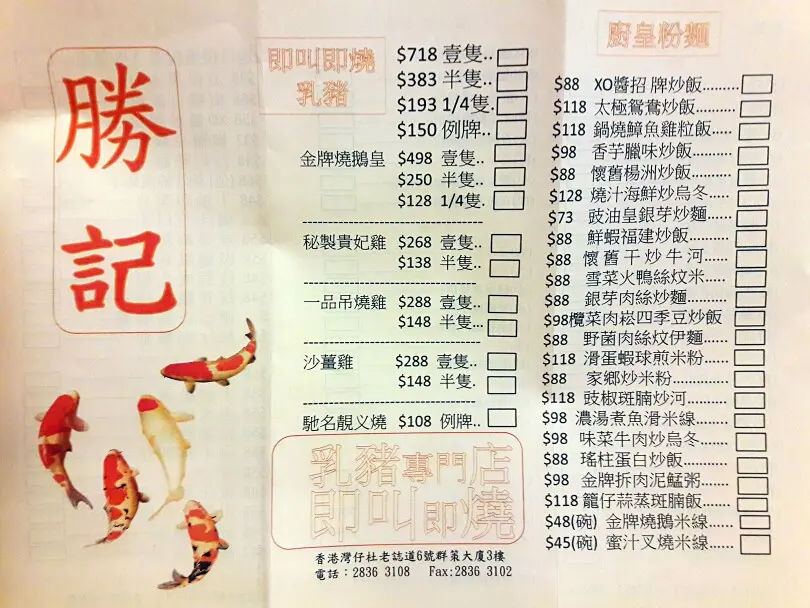 勝記
即叫即燒
乳豬
$718 壹隻..
$383 半隻..
$193 1/4隻.
$150 例牌..
金牌燒鵝皇 $498 壹隻..
$250 半隻..
$128 1/4隻.
秘製貴妃雞 $268 壹隻..
$138 半隻..
一品吊燒雞 $288 壹隻..
$148 半隻...
沙薑雞 $288 壹隻..
$148 半隻.
馳名靚义燒 $108 例牌..
乳豬專門店
即叫即燒
香港灣仔杜老誌道6號群策大廈3樓
電話：2836 3108 Fax:2836 3102
廚皇粉麵
$88 XO醬招 牌炒飯.........
$118 太極鴛鴦炒飯..........
$118 鍋燒鱆魚雞粒飯.....
$98 香芋臘味炒飯..........
$88 懷舊楊洲炒飯..........
$128 燒汁海鮮炒烏冬.....
$73 豉油皇銀芽炒麵......
$88 鮮蝦福建炒飯..........
$88 懷 舊 干 炒 牛 河......
$88 雪菜火鴨絲炆米.....
$88 銀芽肉絲炒麵..........
$98欖菜肉崧四季豆炒飯
$88 野菌肉絲炆伊麵......
$118 滑蛋蝦球煎米粉......
$88 家鄉炒米粉..............
$118 豉椒斑腩炒河.........
$98 濃湯煮魚滑米線.......
$98 味菜牛肉炒烏冬......
$88 瑤柱蛋白炒飯..........
$98 金牌拆肉泥鯭粥......
$118 籠仔蒜蒸斑腩飯......
$48(碗) 金牌燒鵝米線......
$45(碗) 蜜汁叉燒米線......